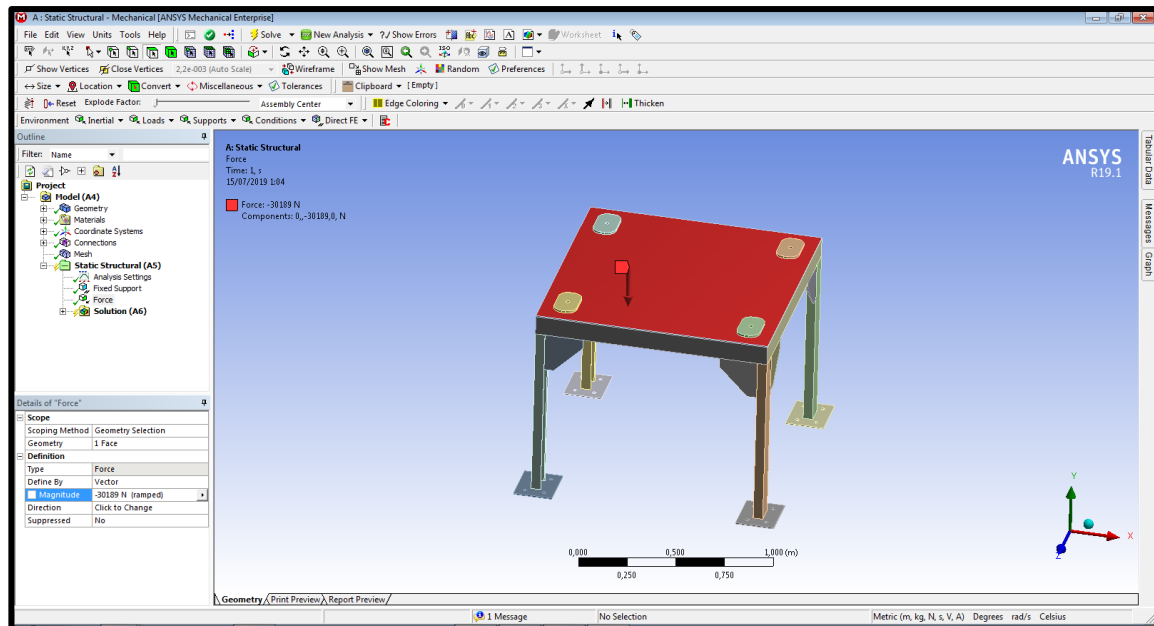 A : Static Structural - Mechanical [ANSYS Mechanical Enterprise]
File Edit View Units Tools Help Solve New Analysis ?/ Show Errors Worksheet
Show Vertices Close Vertices 2,2e-003 (Auto Scale) Wireframe Show Mesh Random Preferences
Size Location Convert Miscellaneous Tolerances Clipboard [Empty]
Reset Explode Factor: Assembly Center Edge Coloring Thicken
Environment Inertial Loads Supports Conditions Direct FE
Outline
Filter: Name
Project
Model (A4)
Geometry
Materials
Coordinate Systems
Connections
Mesh
Static Structural (A5)
Analysis Settings
Fixed Support
Force
Solution (A6)
Details of "Force"
Scope
Scoping Method Geometry Selection
Geometry 1 Face
Definition
Type Force
Define By Vector
Magnitude -30189 N (ramped)
Direction Click to Change
Suppressed No
A: Static Structural
Force
Time: 1, s
15/07/2019 1:04
Force: -30189 N
Components: 0,,-30189,0, N
ANSYS
R19.1
Y
X
Z
0,000 0,500 1,000 (m)
0,250 0,750
Geometry Print Preview Report Preview
Tabular Data
Messages
Graph
1 Message No Selection Metric (m, kg, N, s, V, A) Degrees rad/s Celsius